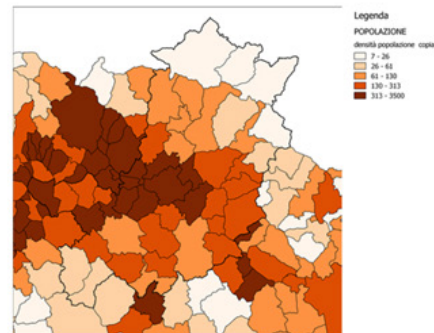 Legenda
POPOLAZIONE
densità popolazione copia
7 - 26
26 - 61
61 - 130
130 - 313
313 - 3500